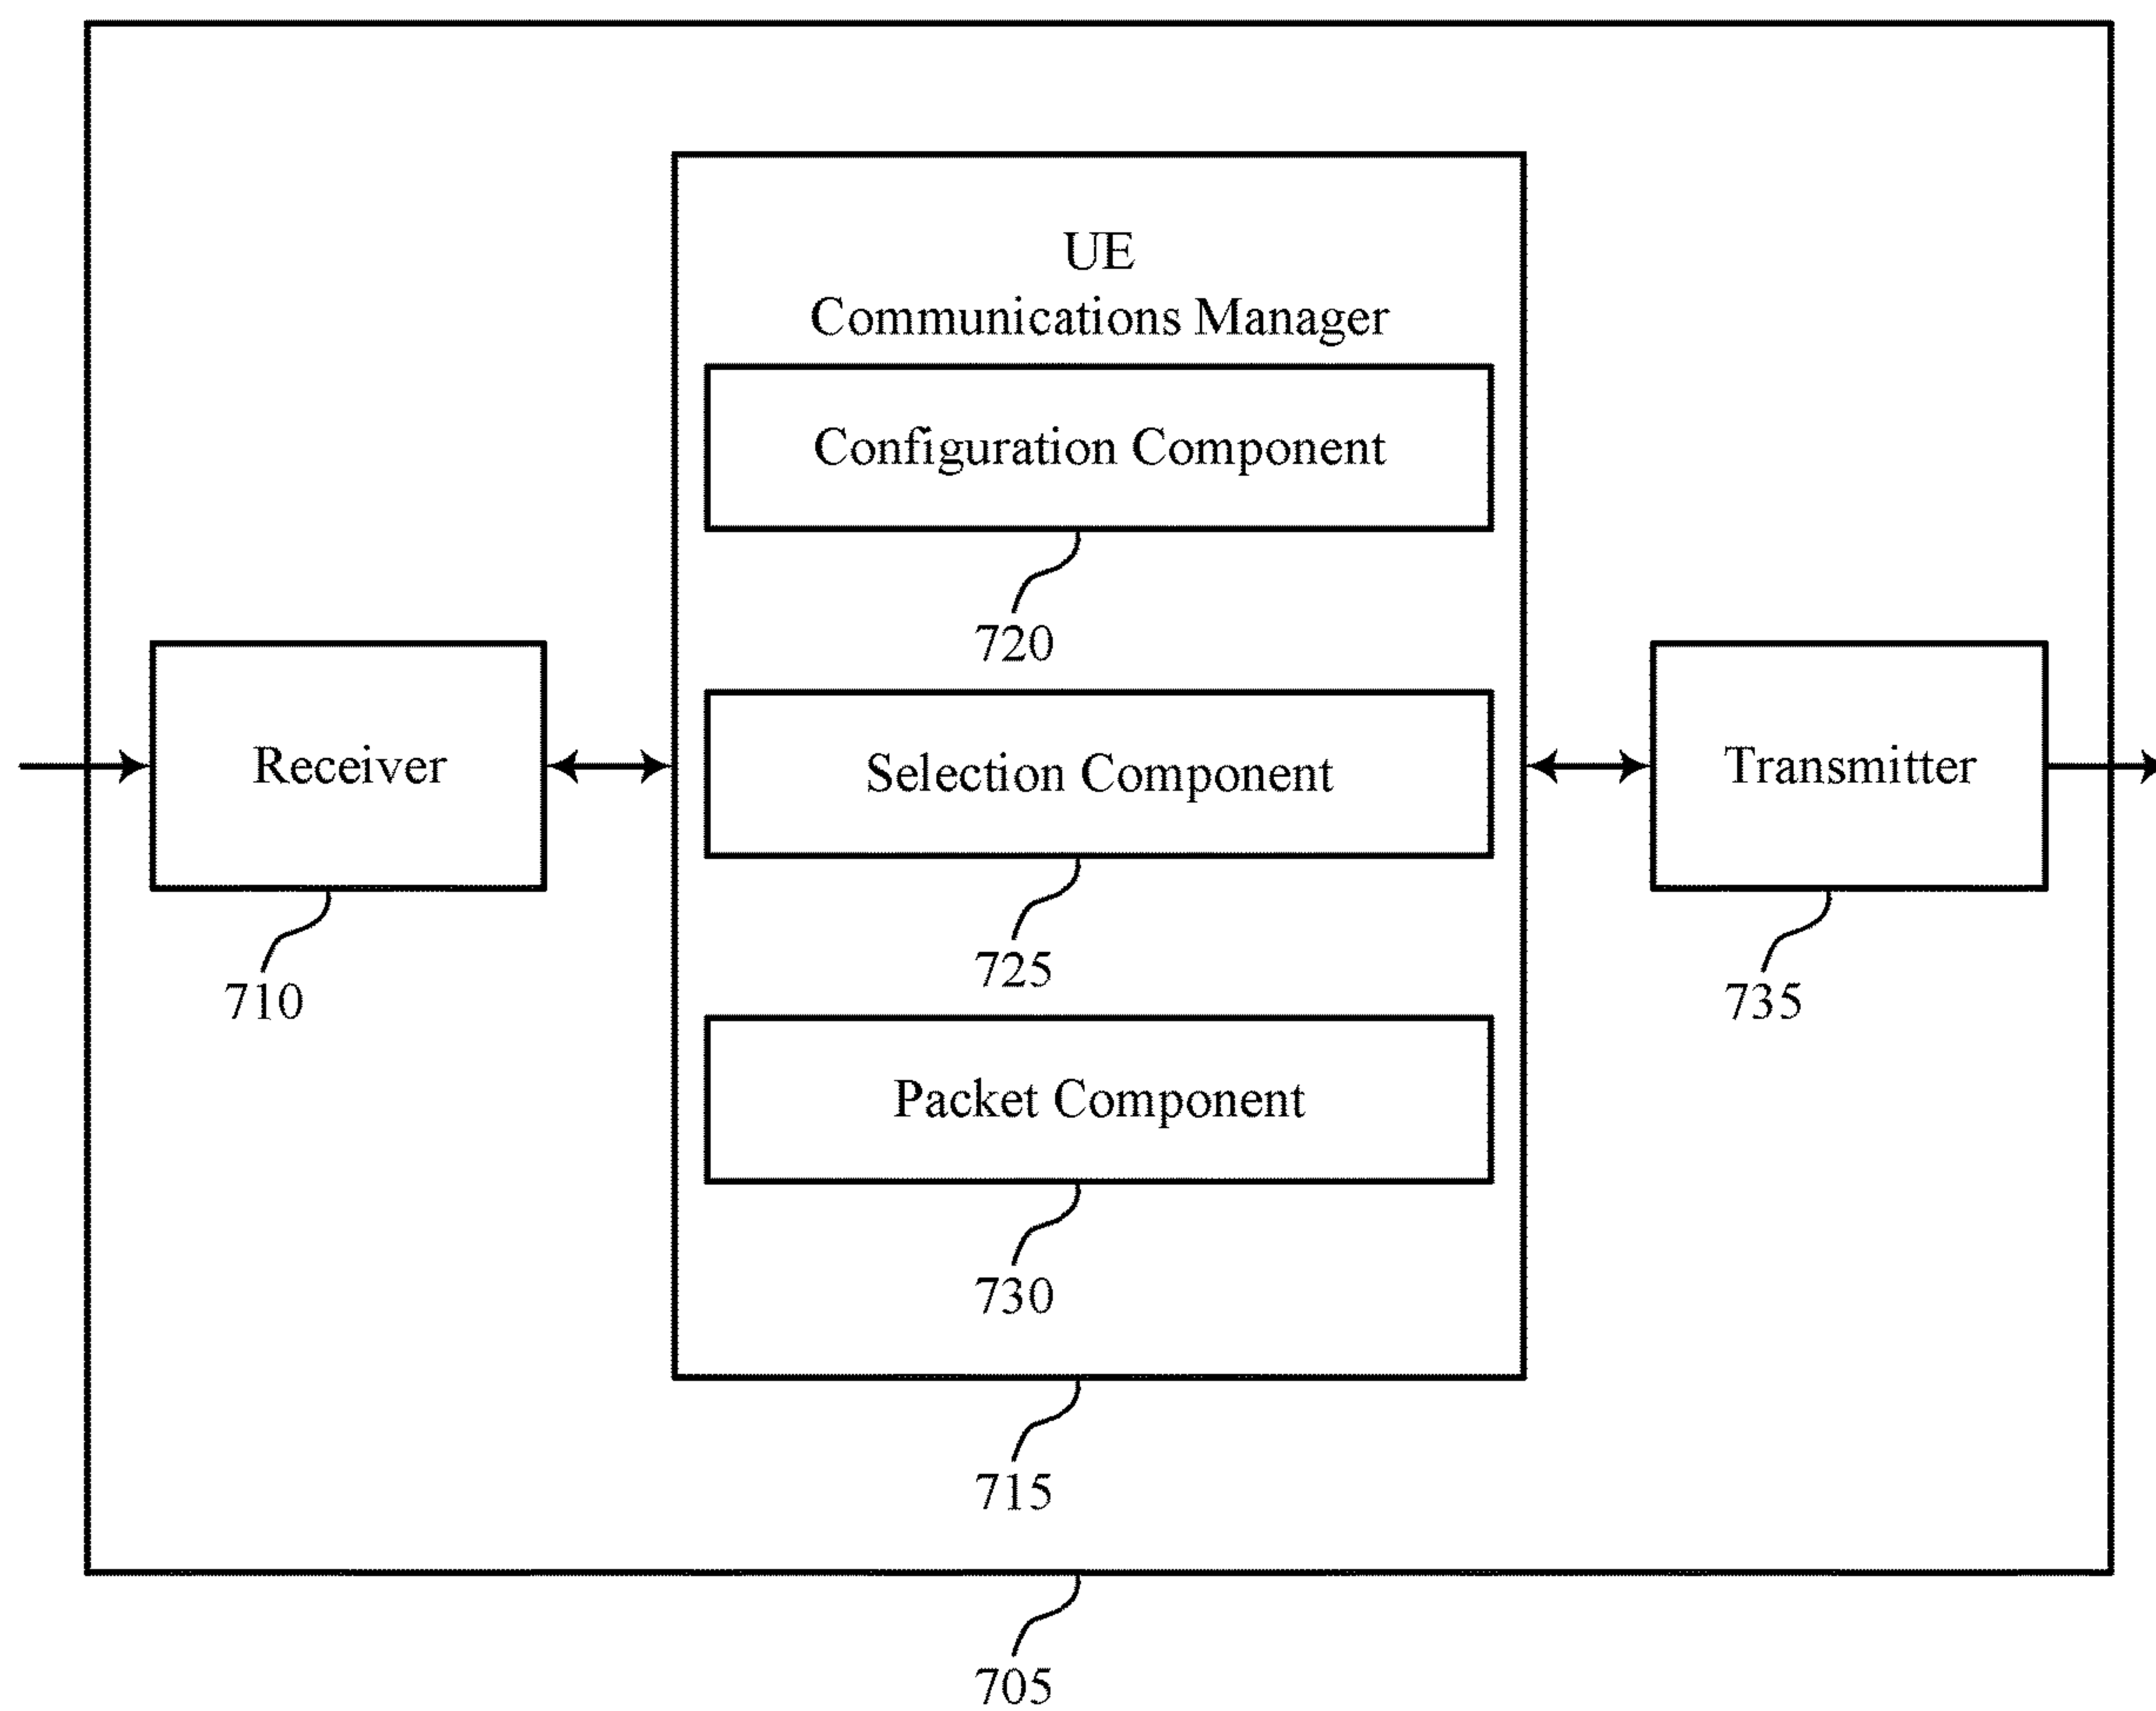 UE
Communications Manager
Configuration Component
720
Receiver
Selection Component
Transmitter
725
710
735
Packet Component
730
715
705